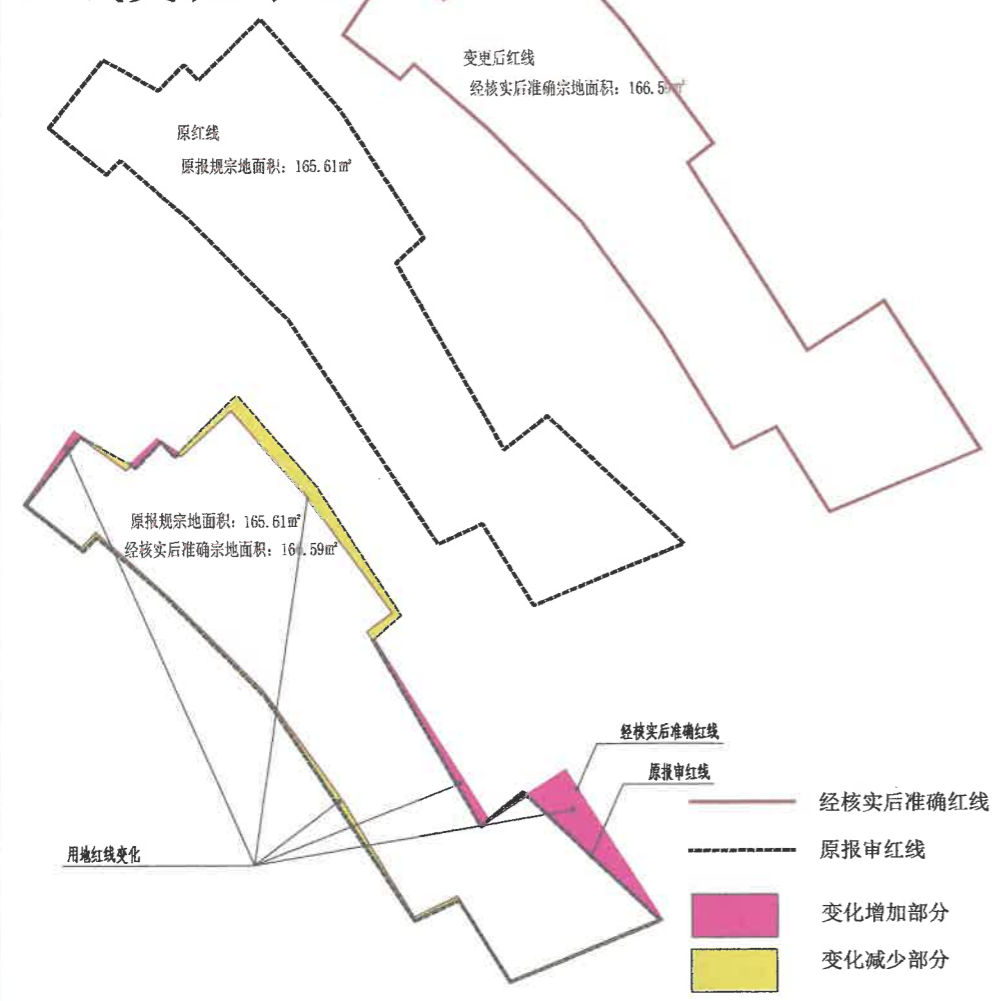 变更后红线
经核实后准确宗地面积：166.59㎡
原红线
原报规宗地面积：165.61㎡
原报规宗地面积：165.61㎡
经核实后准确宗地面积：166.59㎡
经核实后准确红线
原报审红线
用地红线变化
经核实后准确红线
原报审红线
变化增加部分
变化减少部分